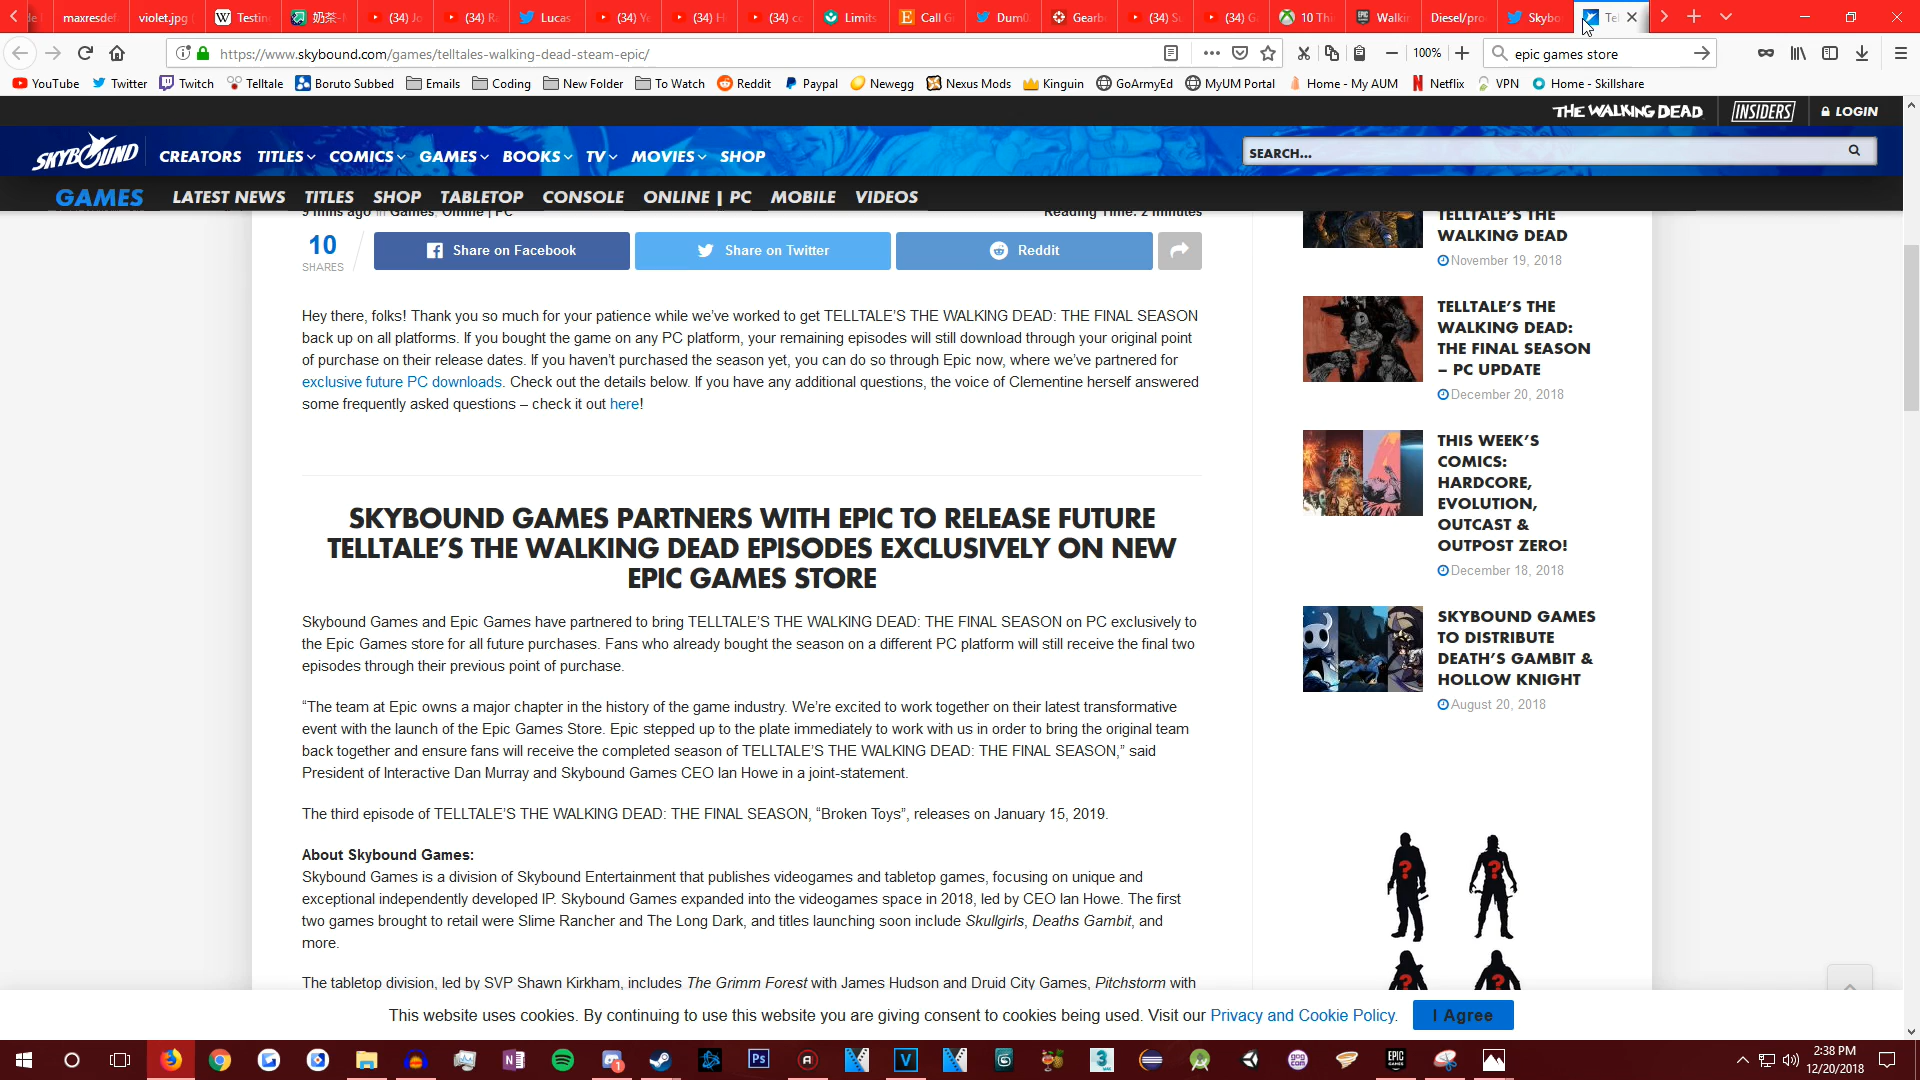 maxresdef
violet.jpg (
Testin
奶茶-
(34) Jo
(34) Ra
Lucas
(34) Ye
(34) H
(34) co
Limits
Call G
Dum
Gearb
(34) Su
(34) G
10 Thi
Walkin
Diesel/pro
Skybo
Tel
https://www.skybound.com/games/telltales-walking-dead-steam-epic/
100%
epic games store
YouTube
Twitter
Twitch
Telltale
Boruto Subbed
Emails
Coding
New Folder
To Watch
Reddit
Paypal
Newegg
Nexus Mods
Kinguin
GoArmyEd
MyUM Portal
Home - My AUM
Netflix
VPN
Home - Skillshare
THE WALKING DEAD
INSIDERS
LOGIN
SKYBOUND
CREATORS
TITLES
COMICS
GAMES
BOOKS
TV
MOVIES
SHOP
SEARCH...
GAMES
LATEST NEWS
TITLES
SHOP
TABLETOP
CONSOLE
ONLINE | PC
MOBILE
VIDEOS
9 mins ago in Games, Online | PC
Reading Time: 2 minutes
10
SHARES
Share on Facebook
Share on Twitter
Reddit
Hey there, folks! Thank you so much for your patience while we've worked to get TELLTALE'S THE WALKING DEAD: THE FINAL SEASON
back up on all platforms. If you bought the game on any PC platform, your remaining episodes will still download through your original point
of purchase on their release dates. If you haven't purchased the season yet, you can do so through Epic now, where we've partnered for
exclusive future PC downloads. Check out the details below. If you have any additional questions, the voice of Clementine herself answered
some frequently asked questions – check it out here!
SKYBOUND GAMES PARTNERS WITH EPIC TO RELEASE FUTURE
TELLTALE'S THE WALKING DEAD EPISODES EXCLUSIVELY ON NEW
EPIC GAMES STORE
Skybound Games and Epic Games have partnered to bring TELLTALE'S THE WALKING DEAD: THE FINAL SEASON on PC exclusively to
the Epic Games store for all future purchases. Fans who already bought the season on a different PC platform will still receive the final two
episodes through their previous point of purchase.
“The team at Epic owns a major chapter in the history of the game industry. We're excited to work together on their latest transformative
event with the launch of the Epic Games Store. Epic stepped up to the plate immediately to work with us in order to bring the original team
back together and ensure fans will receive the completed season of TELLTALE'S THE WALKING DEAD: THE FINAL SEASON,” said
President of Interactive Dan Murray and Skybound Games CEO Ian Howe in a joint-statement.
The third episode of TELLTALE'S THE WALKING DEAD: THE FINAL SEASON, “Broken Toys”, releases on January 15, 2019.
About Skybound Games:
Skybound Games is a division of Skybound Entertainment that publishes videogames and tabletop games, focusing on unique and
exceptional independently developed IP. Skybound Games expanded into the videogames space in 2018, led by CEO Ian Howe. The first
two games brought to retail were Slime Rancher and The Long Dark, and titles launching soon include Skullgirls, Deaths Gambit, and
more.
The tabletop division, led by SVP Shawn Kirkham, includes The Grimm Forest with James Hudson and Druid City Games, Pitchstorm with
TELLTALE'S THE
WALKING DEAD
November 19, 2018
TELLTALE'S THE
WALKING DEAD:
THE FINAL SEASON
– PC UPDATE
December 20, 2018
THIS WEEK'S
COMICS:
HARDCORE,
EVOLUTION,
OUTCAST &
OUTPOST ZERO!
December 18, 2018
SKYBOUND GAMES
TO DISTRIBUTE
DEATH'S GAMBIT &
HOLLOW KNIGHT
August 20, 2018
?
?
?
?
This website uses cookies. By continuing to use this website you are giving consent to cookies being used. Visit our Privacy and Cookie Policy.
I Agree
2:38 PM
12/20/2018